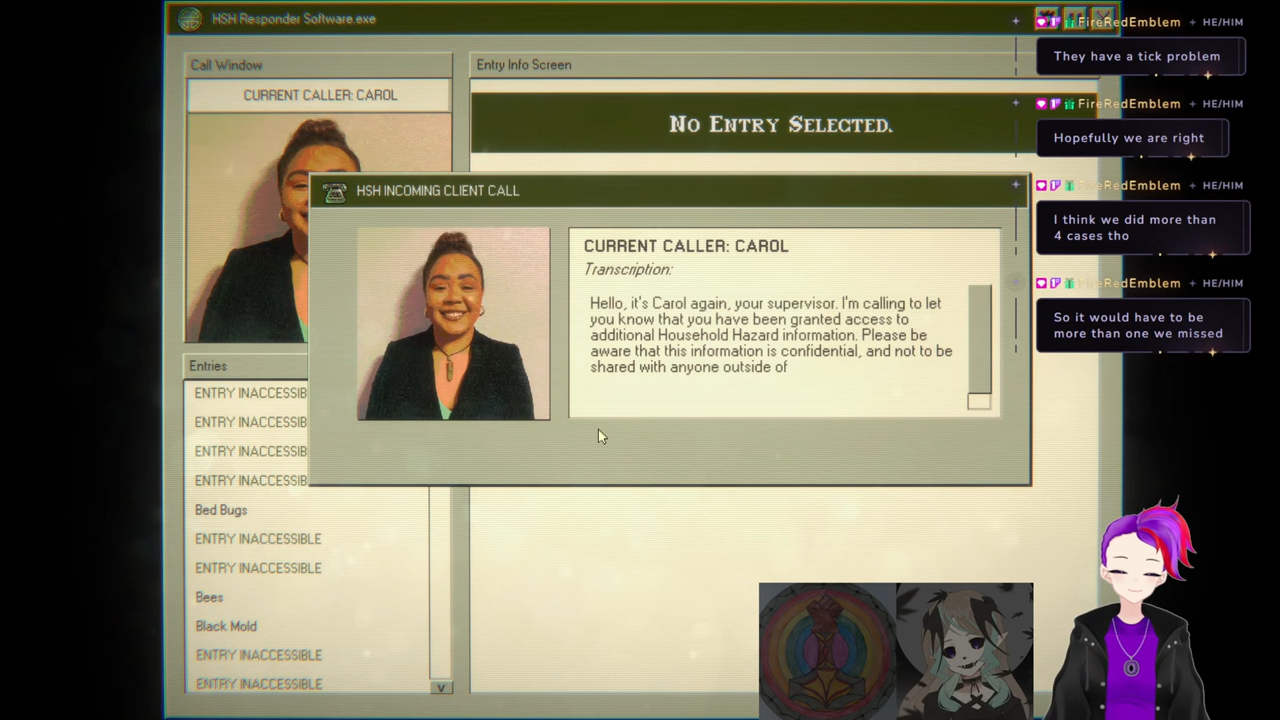 HSH Responder Software.exe
Call Window
CURRENT CALLER: CAROL
Entry Info Screen
No Entry Selected.
HSH INCOMING CLIENT CALL
CURRENT CALLER: CAROL
Transcription:
Hello, it's Carol again, your supervisor. I'm calling to let
you know that you have been granted access to
additional Household Hazard information. Please be
aware that this information is confidential, and not to be
shared with anyone outside of
Entries
ENTRY INACCESSIB
ENTRY INACCESSIB
ENTRY INACCESSIB
ENTRY INACCESSIB
Bed Bugs
ENTRY INACCESSIBLE
ENTRY INACCESSIBLE
Bees
Black Mold
ENTRY INACCESSIBLE
ENTRY INACCESSIBLE
V
FireRedEmblem HE/HIM
They have a tick problem
FireRedEmblem HE/HIM
Hopefully we are right
FireRedEmblem HE/HIM
I think we did more than
4 cases tho
FireRedEmblem HE/HIM
So it would have to be
more than one we missed